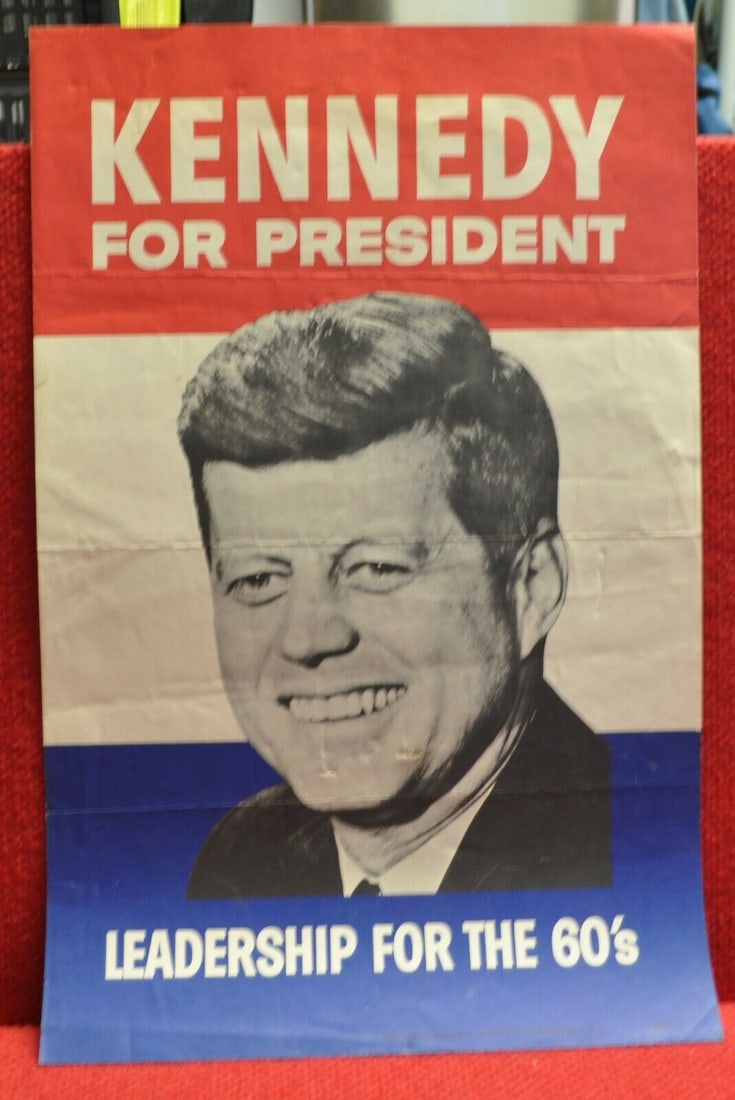 KENNEDY
FOR PRESIDENT
LEADERSHIP FOR THE 60's